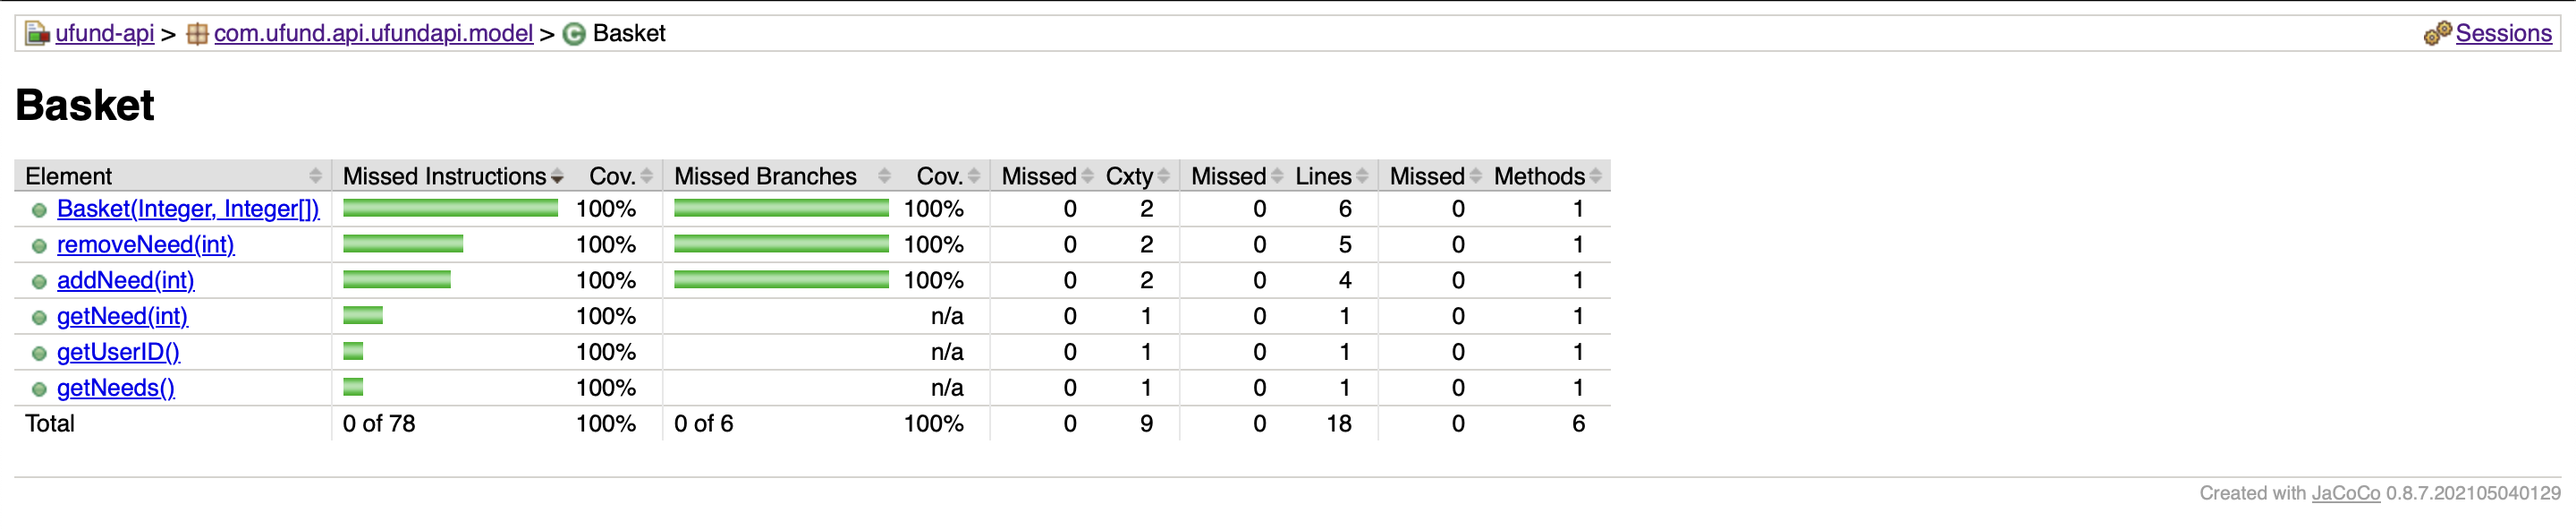 ufund-api > com.ufund.api.ufundapi.model > C Basket Sessions
Basket
Element Missed Instructions Cov. Missed Branches Cov. Missed Cxty Missed Lines Missed Methods
Basket(Integer, Integer[]) 100% 100% 0 2 0 6 0 1
removeNeed(int) 100% 100% 0 2 0 5 0 1
addNeed(int) 100% 100% 0 2 0 4 0 1
getNeed(int) 100% n/a 0 1 0 1 0 1
getUserID() 100% n/a 0 1 0 1 0 1
getNeeds() 100% n/a 0 1 0 1 0 1
Total 0 of 78 100% 0 of 6 100% 0 9 0 18 0 6
Created with JaCoCo 0.8.7.202105040129